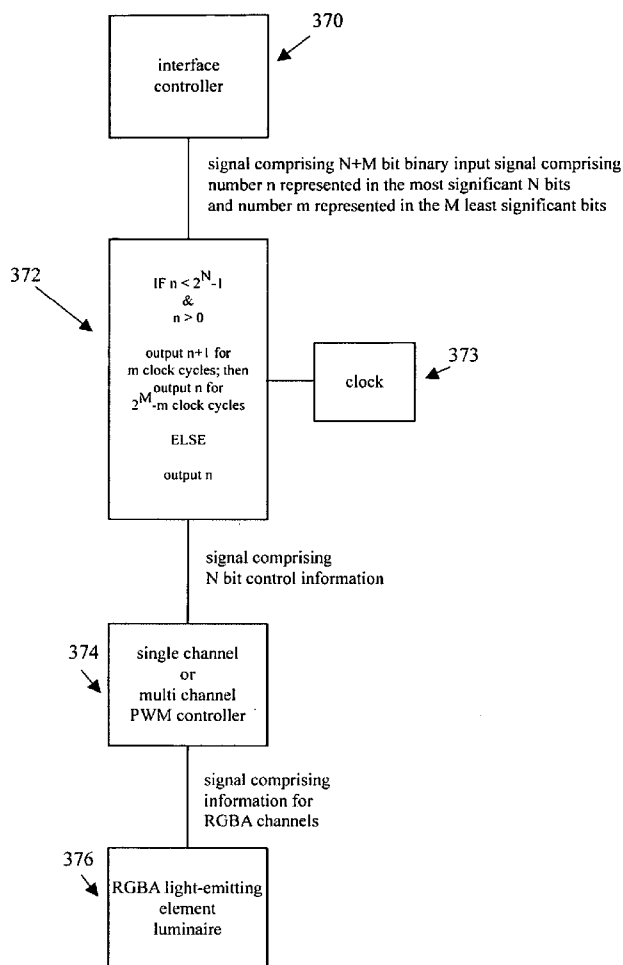 370
interface
controller
signal comprising N+M bit binary input signal comprising
number n represented in the most significant N bits
and number m represented in the M least significant bits
372
IF n < 2^N-1
&
n > 0
output n+1 for
m clock cycles; then
output n for
2^M-m clock cycles
ELSE
output n
373
clock
signal comprising
N bit control information
374
single channel
or
multi channel
PWM controller
signal comprising
information for
RGBA channels
376
RGBA light-emitting
element
luminaire